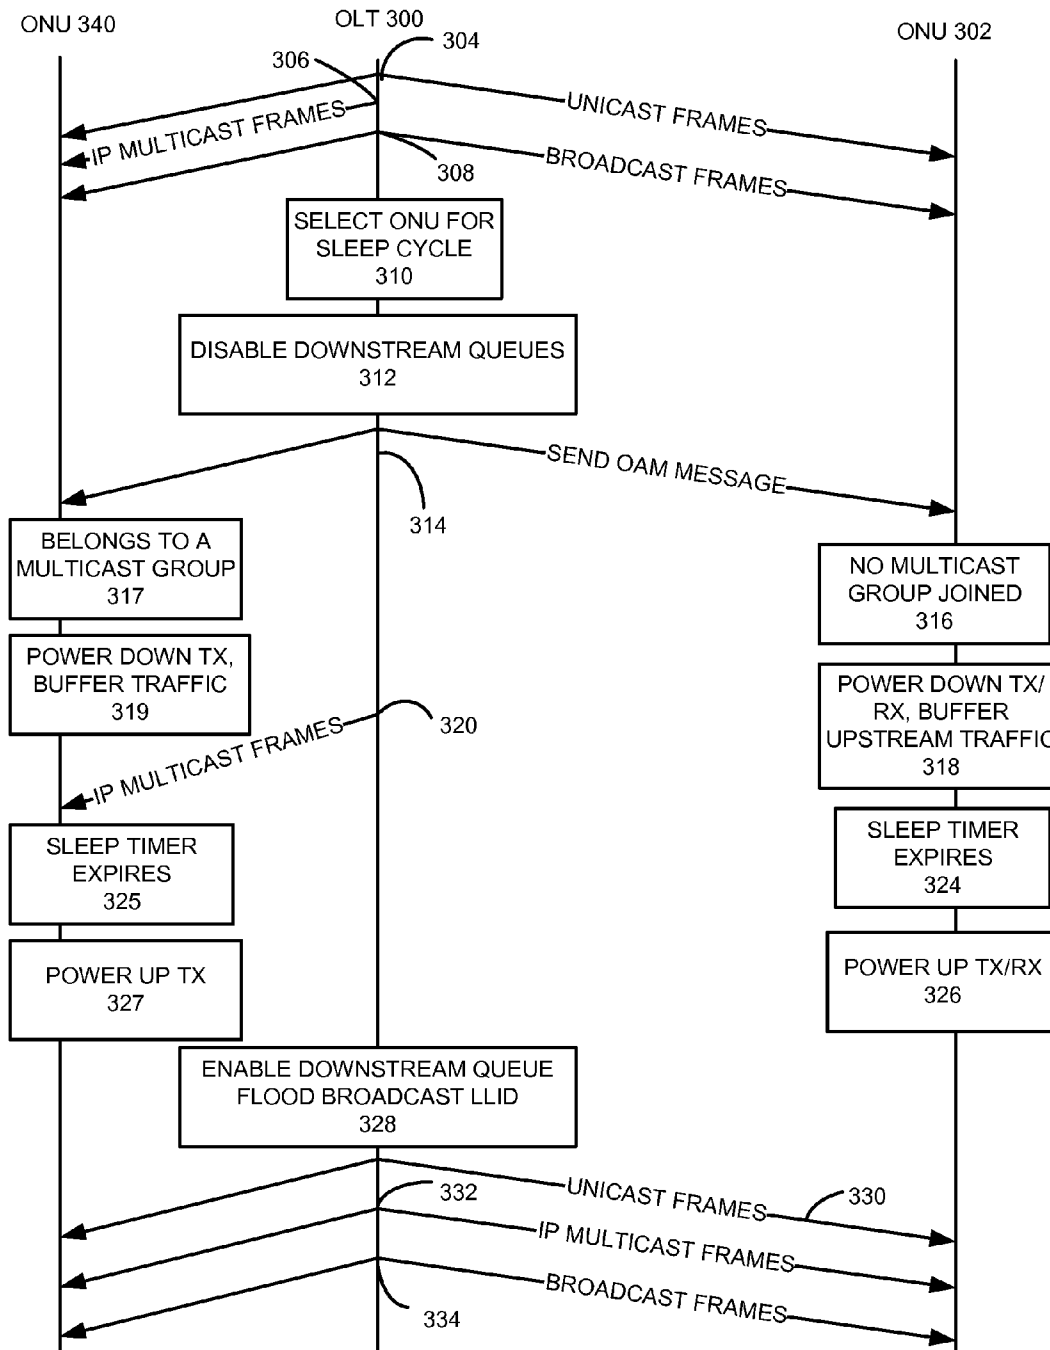 ONU 340
OLT 300
ONU 302
304
306
UNICAST FRAMES
IP MULTICAST FRAMES
308
BROADCAST FRAMES
SELECT ONU FOR
SLEEP CYCLE
310
DISABLE DOWNSTREAM QUEUES
312
SEND OAM MESSAGE
314
BELONGS TO A
MULTICAST GROUP
317
NO MULTICAST
GROUP JOINED
316
POWER DOWN TX,
BUFFER TRAFFIC
319
POWER DOWN TX/
RX, BUFFER
UPSTREAM TRAFFIC
318
320
IP MULTICAST FRAMES
SLEEP TIMER
EXPIRES
325
SLEEP TIMER
EXPIRES
324
POWER UP TX
327
POWER UP TX/RX
326
ENABLE DOWNSTREAM QUEUE
FLOOD BROADCAST LLID
328
UNICAST FRAMES
330
332
IP MULTICAST FRAMES
BROADCAST FRAMES
334